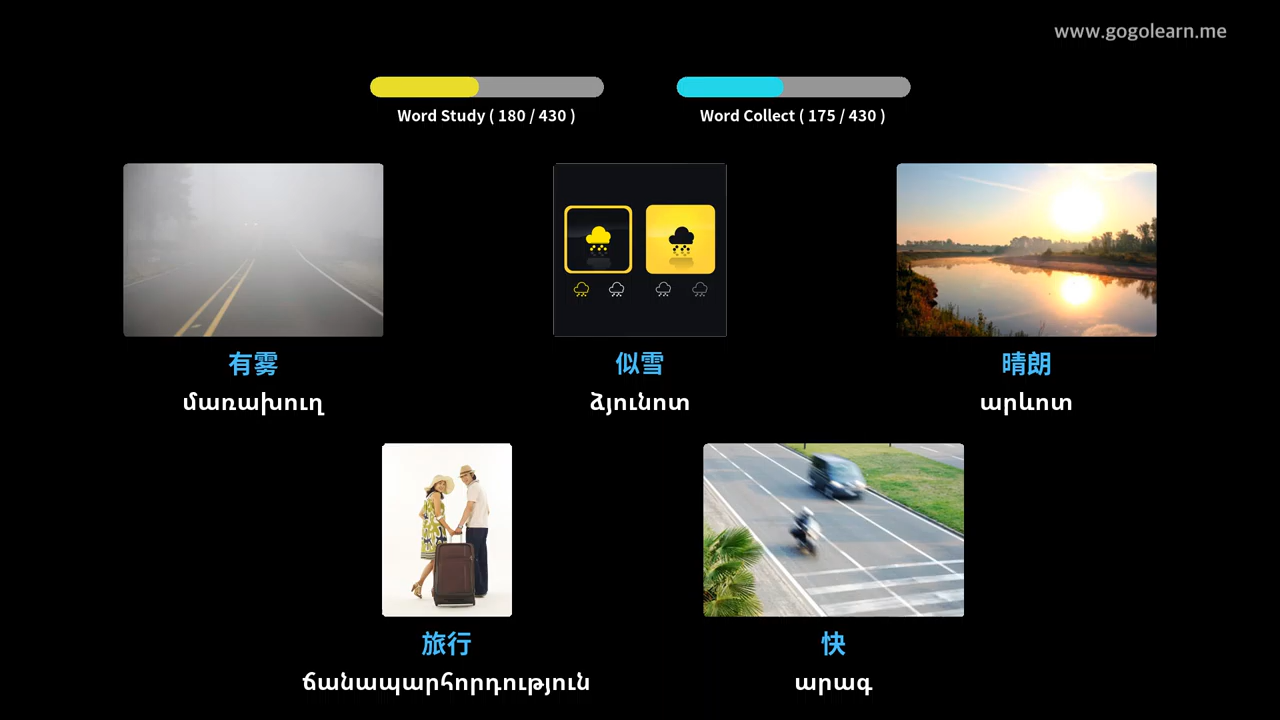 www.gogolearn.me
Word Study ( 180 / 430 )
Word Collect ( 175 / 430 )
有雾
似雪
晴朗
մառախուղ
ձյունոտ
արևոտ
旅行
快
ճանապարհորդություն
արագ